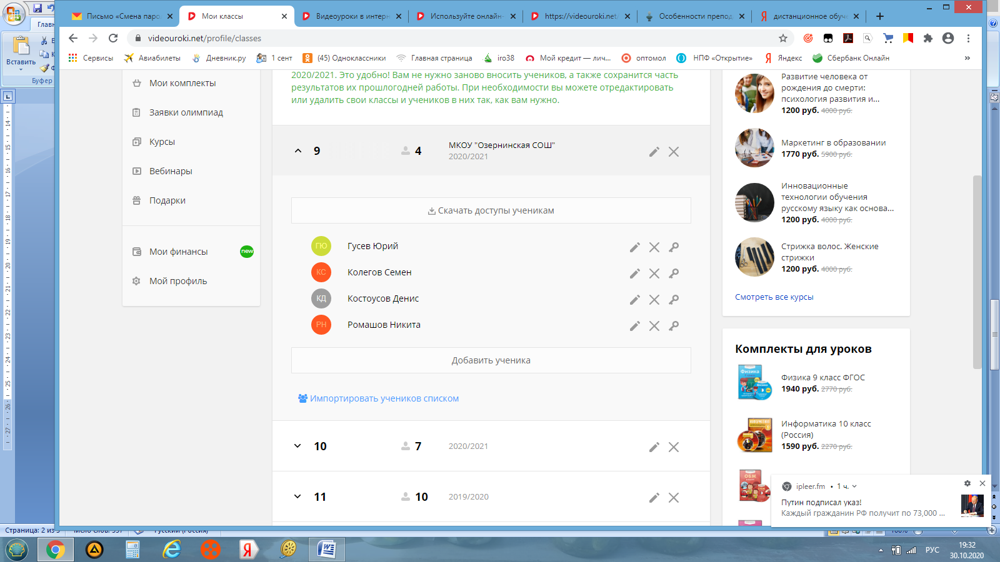 Главн
Вставить
Буфер
Письмо «Смена паро
Мои классы
Видеоуроки в интерн
Используйте онлайн-
https://videouroki.net/
Особенности препод
дистанционное обуч
videouroki.net/profile/classes
Сервисы
Авиабилеты
Дневник.ру
1 сент
(45) Одноклассники
Главная страница
iro38
Мой кредит — лич...
оптомол
НПФ «Открытие»
Яндекс
Сбербанк Онлайн
»
Мои комплекты
Заявки олимпиад
Курсы
Вебинары
Подарки
Мои финансы
new
Мой профиль
2020/2021. Это удобно! Вам не нужно заново вносить учеников, а также сохранится часть
результатов их прошлогодней работы. При необходимости вы можете отредактировать
или удалить свои классы и учеников в них так, как вам нужно.
9
4
МКОУ "Озернинская СОШ"
2020/2021
Скачать доступы ученикам
ГЮ
Гусев Юрий
КС
Колегов Семен
КД
Костоусов Денис
РН
Ромашов Никита
Добавить ученика
Импортировать учеников списком
10
7
2020/2021
11
10
2019/2020
Развитие человека от
рождения до смерти:
психология развития и...
1200 руб. 4000 руб.
Маркетинг в образовании
1770 руб. 5900 руб.
Инновационные
технологии обучения
русскому языку как основа...
1200 руб. 4000 руб.
Стрижка волос. Женские
стрижки
1200 руб. 4000 руб.
Смотреть все курсы
Комплекты для уроков
Физика 9 класс ФГОС
1940 руб. 2770 руб.
Информатика 10 класс
(Россия)
1590 руб. 2270 руб.
ipleer.fm • 1 ч.
Путин подписал указ!
Каждый гражданин РФ получит по 73,000 ...
Страница: 2 из 3
РУС
19:32
30.10.2020